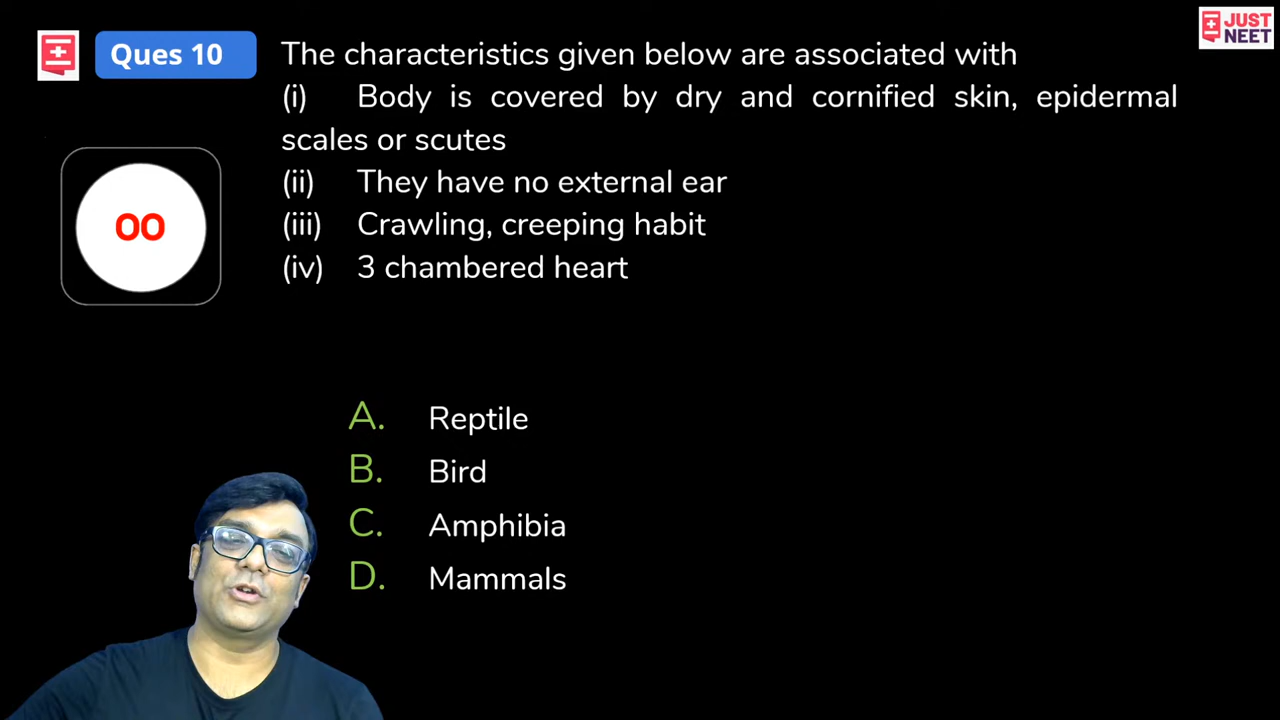 JUST
NEET
Ques 10
The characteristics given below are associated with
(i) Body is covered by dry and cornified skin, epidermal
scales or scutes
(ii) They have no external ear
(iii) Crawling, creeping habit
(iv) 3 chambered heart
00
A. Reptile
B. Bird
C. Amphibia
D. Mammals